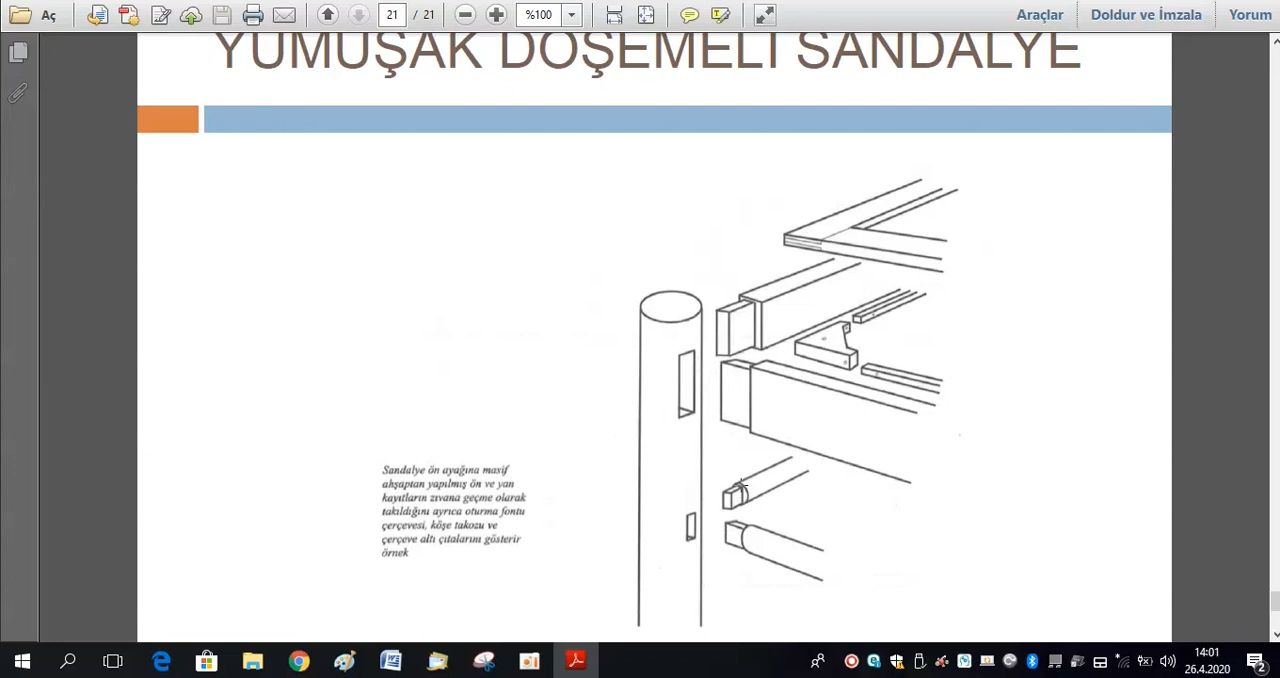 Aç
21 / 21
%100
Araçlar
Doldur ve İmzala
Yorum
YUMUŞAK DÖŞEMELİ SANDALYE
Sandalye ön ayağına masif
ahşaptan yapılmış ön ve yan
kayıtların zıvana geçme olarak
takıldığını ayrıca oturma fontu
çerçevesi, köşe takozu ve
çerçeve altı çıtalarını gösterir
örnek
14:01
26.4.2020
2